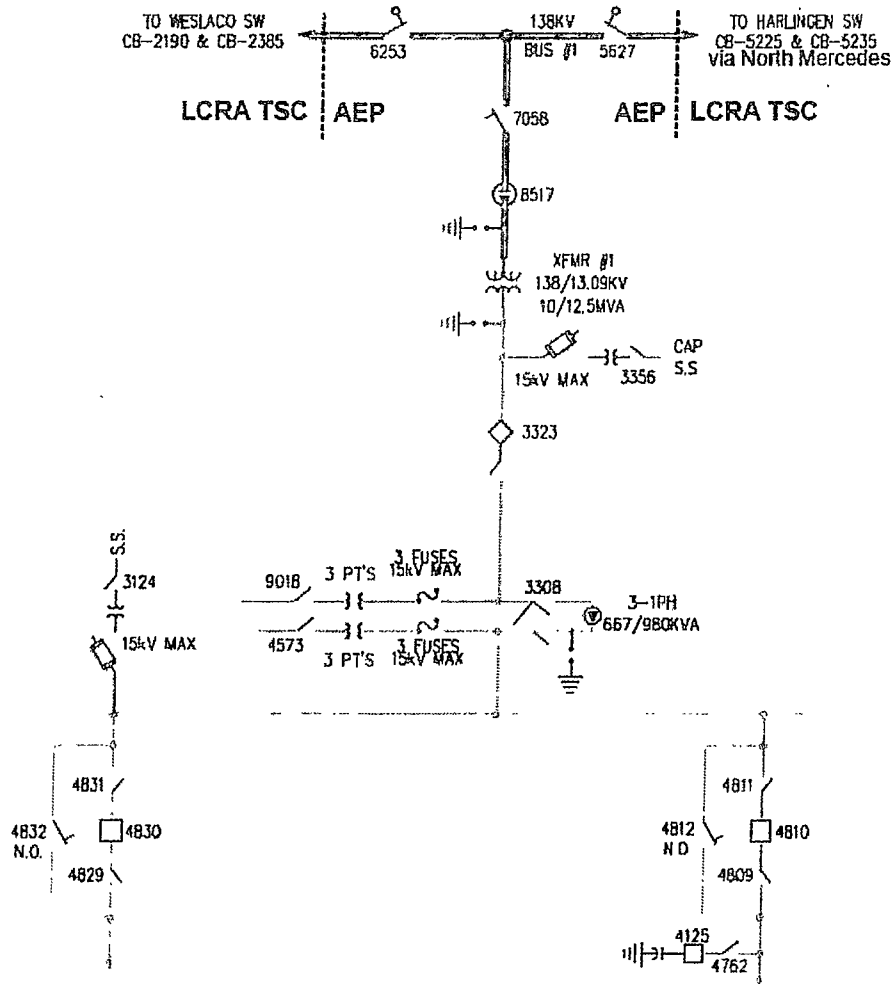 TO WESLACO SW
CB-2190 & CB-2385
6253
138KV
BUS #1
5627
TO HARLINGEN SW
CB-5225 & CB-5235
via North Mercedes
LCRA TSC
AEP
AEP
LCRA TSC
7058
8517
XFMR #1
138/13.09KV
10/12.5MVA
15kV MAX
3356
CAP
S.S
3323
S.S.
3124
15kV MAX
9018
3 PT'S
3 FUSES
15kV MAX
3308
3-1PH
667/980KVA
4573
3 PT'S
3 FUSES
15kV MAX
4831
4832
N.O.
4830
4829
4811
4812
N O
4810
4809
4125
4762